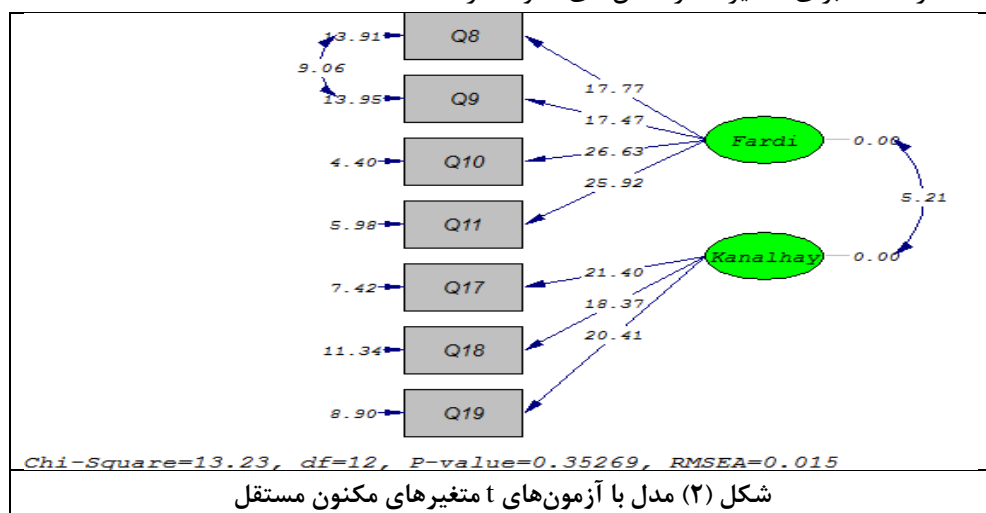 13.91 Q8
9.06
13.95 Q9
4.40 Q10
5.98 Q11
7.42 Q17
11.34 Q18
8.90 Q19
17.77
17.47
26.63
25.92
21.40
18.37
20.41
Fardi 0.00
5.21
Kanalhay 0.00
Chi-Square=13.23, df=12, P-value=0.35269, RMSEA=0.015
شکل (۲) مدل با آزمون‌های t متغیرهای مکنون مستقل